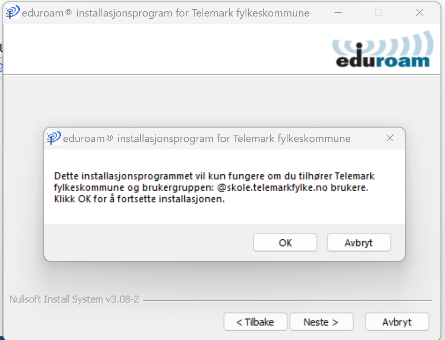 eduroam® installasjonsprogram for Telemark fylkeskommune
eduroam
eduroam® installasjonsprogram for Telemark fylkeskommune
Dette installasjonsprogrammet vil kun fungere om du tilhører Telemark
fylkeskommune og brukergruppen: @skole.telemarkfylke.no brukere.
Klikk OK for å fortsette installasjonen.
OK
Avbryt
Nullsoft Install System v3.08-2
< Tilbake
Neste >
Avbryt